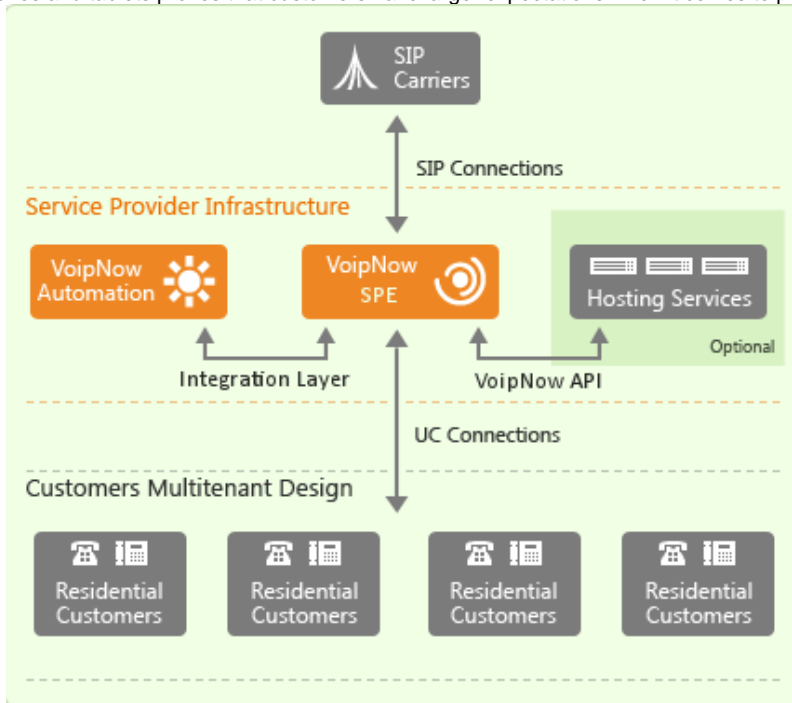 SIP
Carriers
SIP Connections
Service Provider Infrastructure
VoipNow
Automation
VoipNow
SPE
Hosting Services
Optional
Integration Layer
VoipNow API
UC Connections
Customers Multitenant Design
Residential
Customers
Residential
Customers
Residential
Customers
Residential
Customers